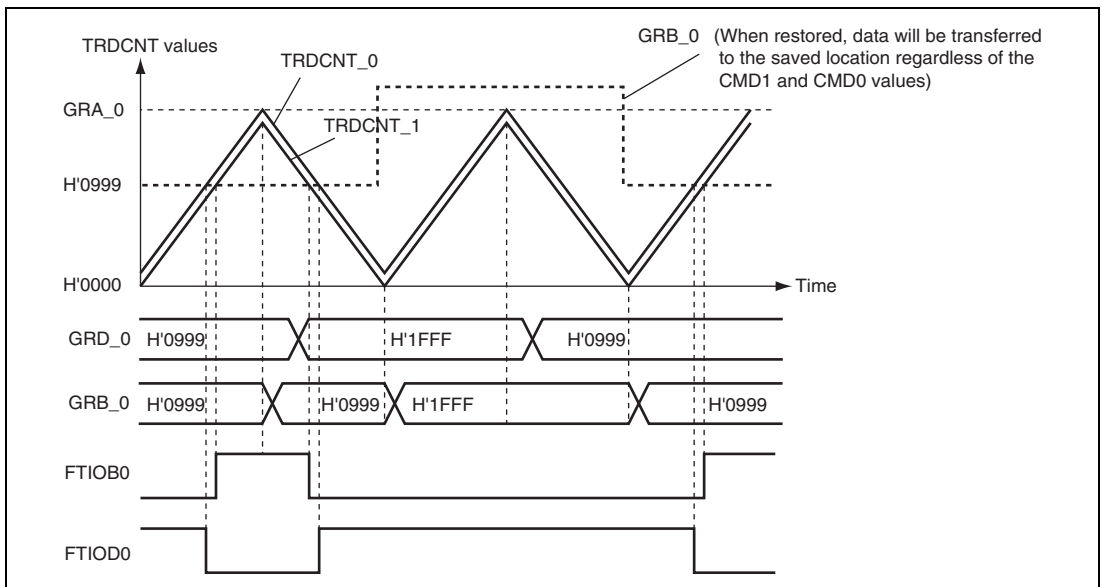 TRDCNT values
TRDCNT_0
GRB_0 (When restored, data will be transferred
to the saved location regardless of the
CMD1 and CMD0 values)
GRA_0
TRDCNT_1
H'0999
H'0000
Time
GRD_0 H'0999 H'1FFF H'0999
GRB_0 H'0999 H'0999 H'1FFF H'0999
FTIOB0
FTIOD0